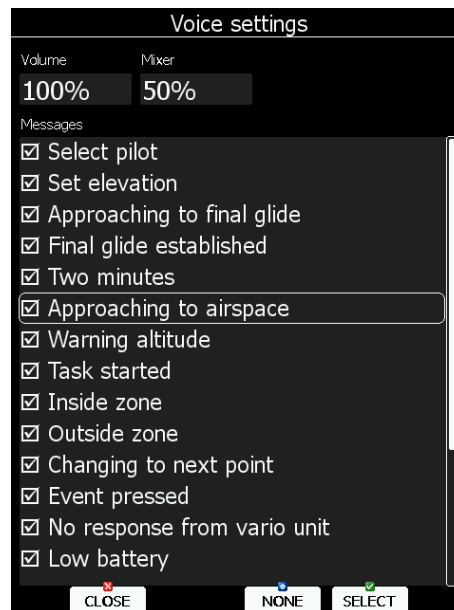 Voice settings
Volume Mixer
100% 50%
Messages
Select pilot
Set elevation
Approaching to final glide
Final glide established
Two minutes
Approaching to airspace
Warning altitude
Task started
Inside zone
Outside zone
Changing to next point
Event pressed
No response from vario unit
Low battery
CLOSE NONE SELECT